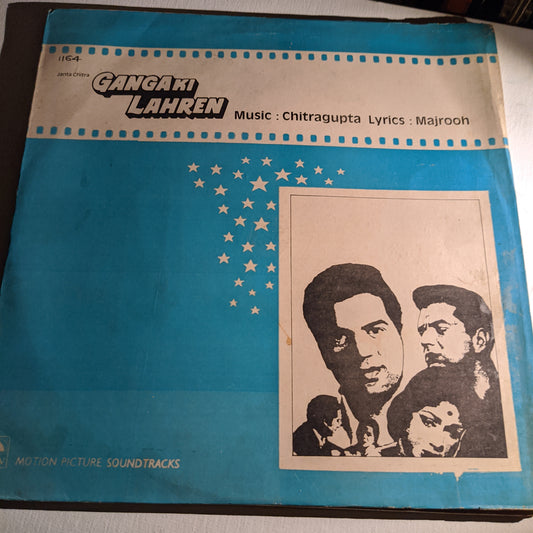 1164
Janta Chitra
GANGA KI
LAHREN
Music : Chitragupta Lyrics : Majrooh
MOTION PICTURE SOUNDTRACKS